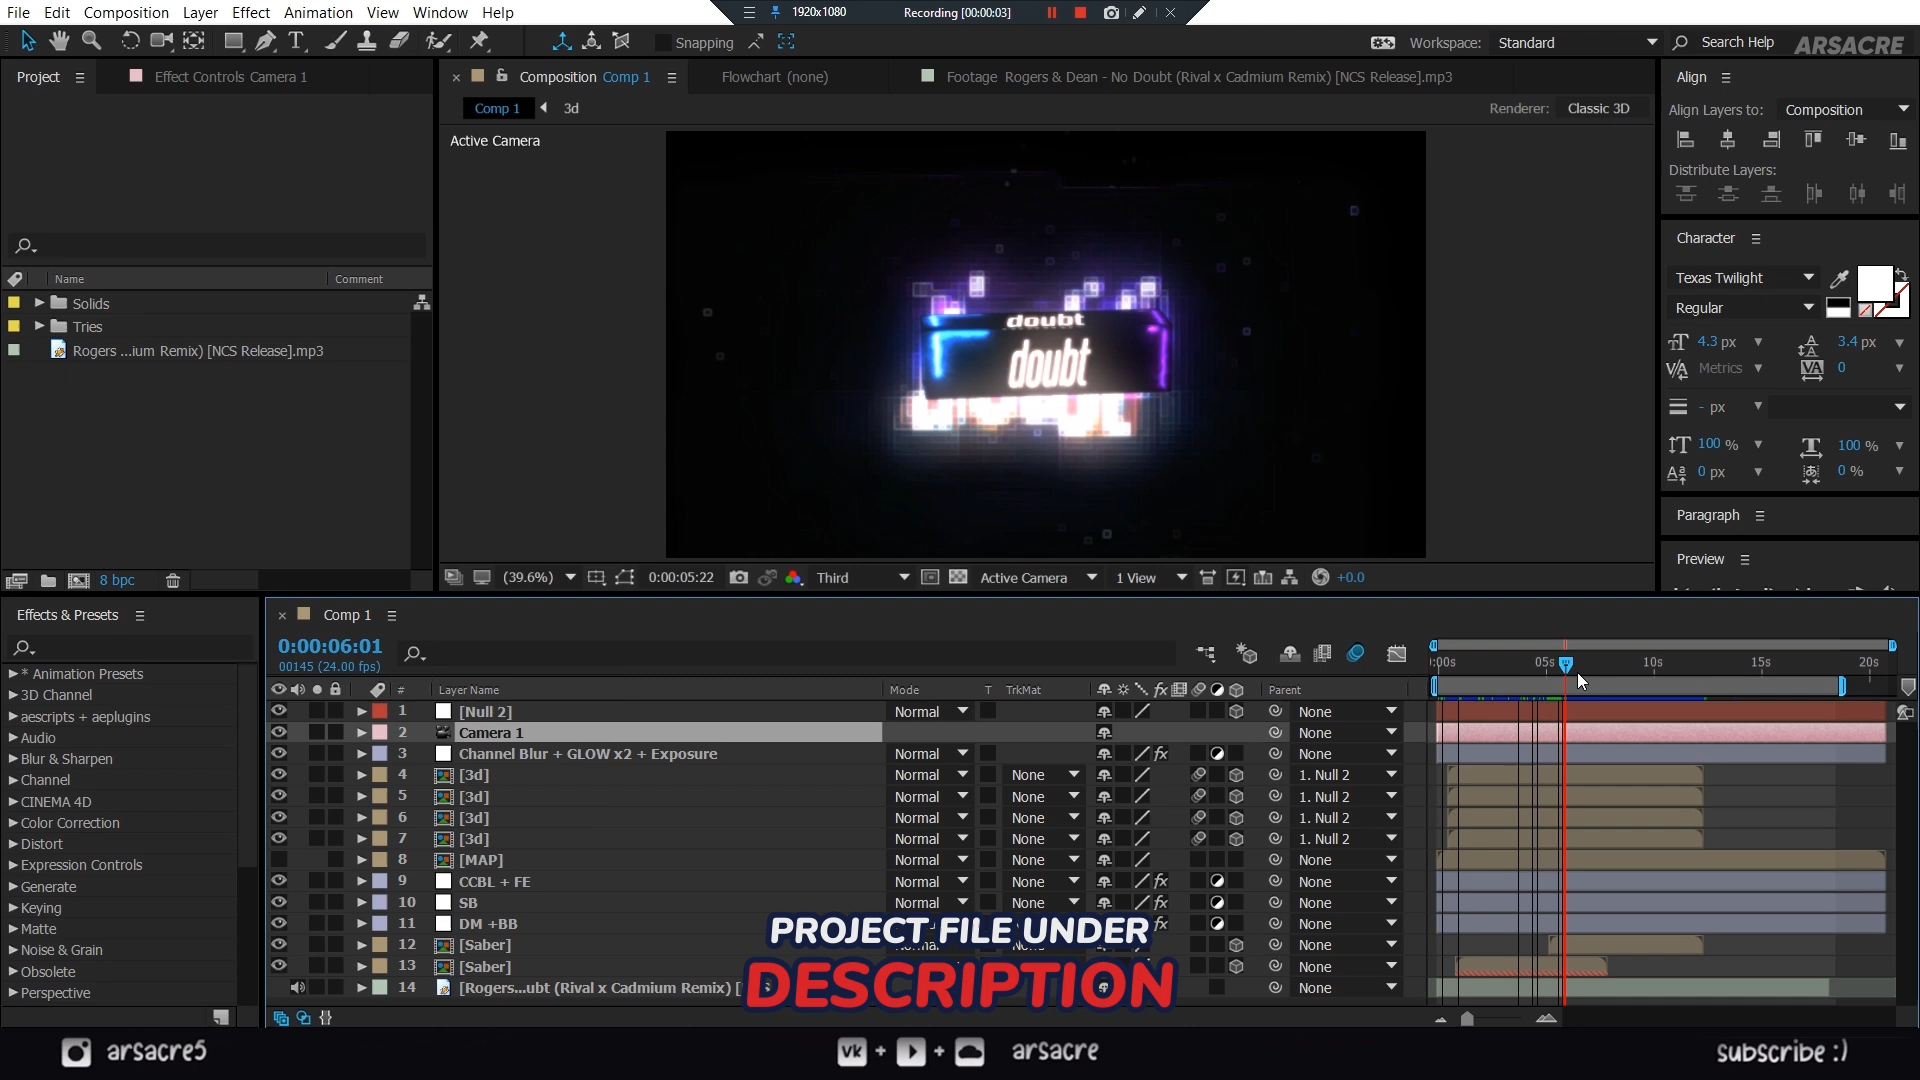 File Edit Composition Layer Effect Animation View Window Help
1920x1080 Recording [00:00:03]
Snapping
Workspace: Standard Search Help ARSACRE
Project Effect Controls Camera 1
Composition Comp 1 Flowchart (none) Footage Rogers & Dean - No Doubt (Rival x Cadmium Remix) [NCS Release].mp3
Comp 1 3d Renderer: Classic 3D
Active Camera
doubt
doubt
Name Comment
Solids
Tries
Rogers ...ium Remix) [NCS Release].mp3
8 bpc
(39.6%) 0:00:05:22 Third Active Camera 1 View +0.0
Align
Align Layers to: Composition
Distribute Layers:
Character
Texas Twilight
Regular
4.3 px 3.4 px
Metrics 0
- px
100 % 100 %
0 px 0 %
Paragraph
Preview
Effects & Presets
* Animation Presets
3D Channel
aescripts + aeplugins
Audio
Blur & Sharpen
Channel
CINEMA 4D
Color Correction
Distort
Expression Controls
Generate
Keying
Matte
Noise & Grain
Obsolete
Perspective
Comp 1
0:00:06:01
00145 (24.00 fps)
:00s 05s 10s 15s 20s
# Layer Name Mode T TrkMat Parent
1 [Null 2] Normal None
2 Camera 1 None
3 Channel Blur + GLOW x2 + Exposure Normal None
4 [3d] Normal None 1. Null 2
5 [3d] Normal None 1. Null 2
6 [3d] Normal None 1. Null 2
7 [3d] Normal None 1. Null 2
8 [MAP] Normal None None
9 CCBL + FE Normal None None
10 SB Normal None None
11 DM +BB None
12 [Saber] None
13 [Saber] None
14 [Rogers...ubt (Rival x Cadmium Remix) [ None
PROJECT FILE UNDER
DESCRIPTION
arsacre5 VK + + arsacre subscribe :)